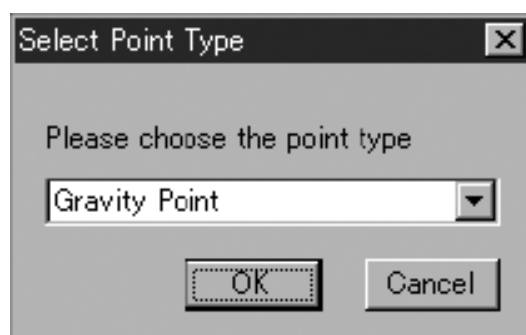 Select Point Type
Please choose the point type
Gravity Point
OK
Cancel